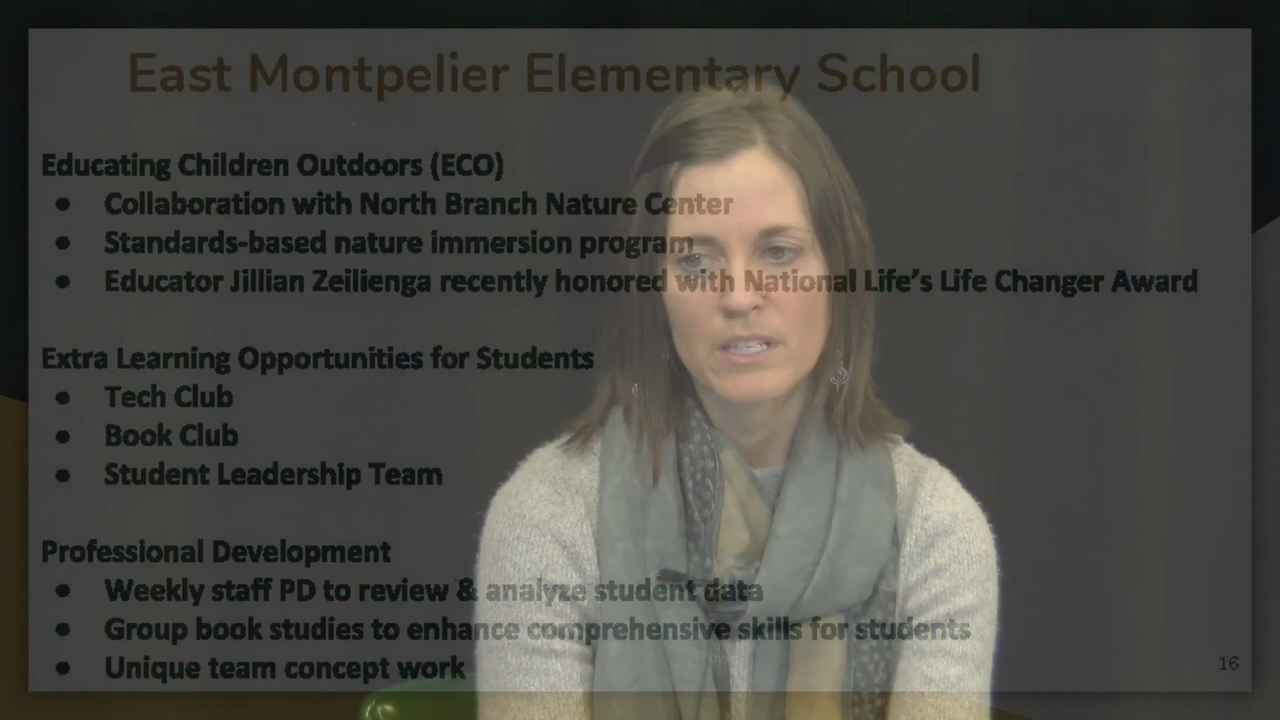 East Montpelier Elementary School
Educating Children Outdoors (ECO)
● Collaboration with North Branch Nature Center
● Standards-based nature immersion program
● Educator Jillian Zeilienga recently honored with National Life's Life Changer Award
Extra Learning Opportunities for Students
● Tech Club
● Book Club
● Student Leadership Team
Professional Development
● Weekly staff PD to review & analyze student data
● Group book studies to enhance comprehensive skills for students
● Unique team concept work
16